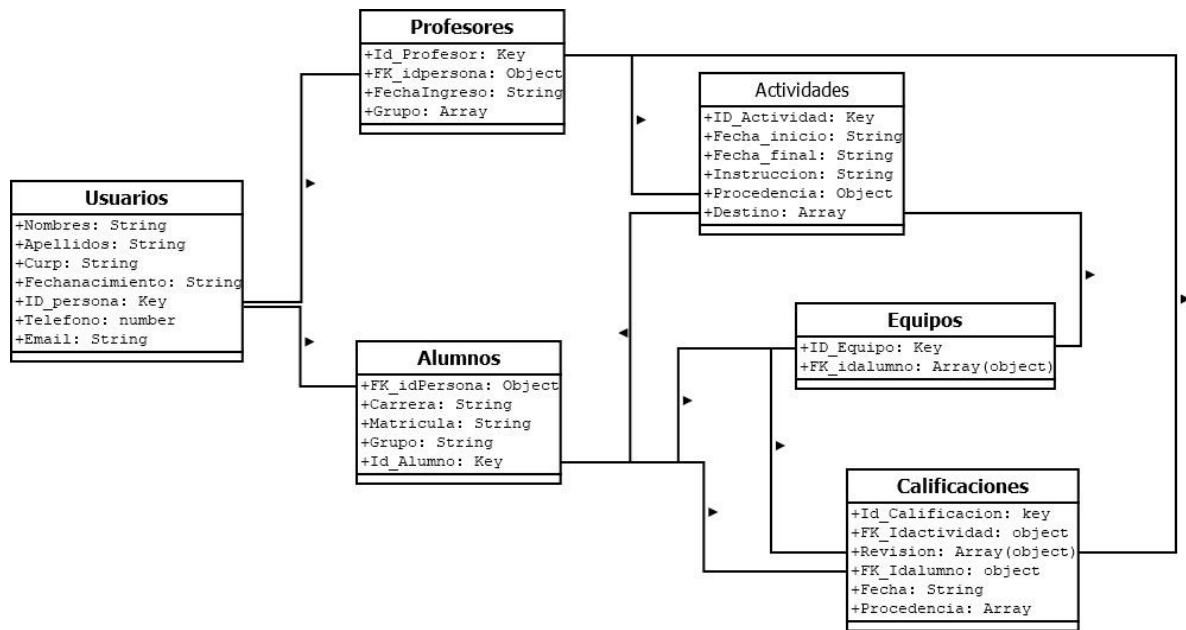 Profesores
+Id_Profesor: Key
+FK_idpersona: Object
+FechaIngreso: String
+Grupo: Array
Actividades
+ID_Actividad: Key
+Fecha_inicio: String
+Fecha_final: String
+Instruccion: String
+Procedencia: Object
+Destino: Array
Usuarios
+Nombres: String
+Apellidos: String
+Curp: String
+Fechanacimiento: String
+ID_persona: Key
+Telefono: number
+Email: String
Equipos
+ID_Equipo: Key
+FK_idalumno: Array(object)
Alumnos
+FK_idPersona: Object
+Carrera: String
+Matricula: String
+Grupo: String
+Id_Alumno: Key
Calificaciones
+Id_Calificacion: key
+FK_Idactividad: object
+Revision: Array(object)
+FK_Idalumno: object
+Fecha: String
+Procedencia: Array